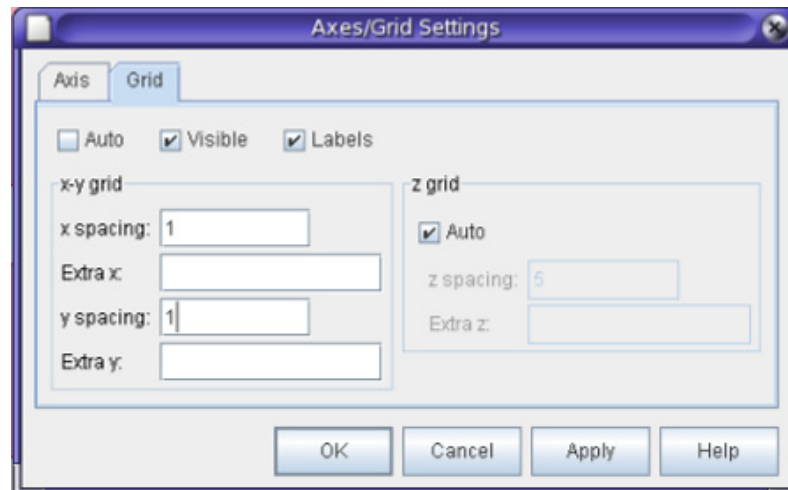 Axes/Grid Settings
Axis Grid
Auto Visible Labels
x-y grid
x spacing: 1
Extra x:
y spacing: 1
Extra y:
z grid
Auto
z spacing: 5
Extra z:
OK Cancel Apply Help